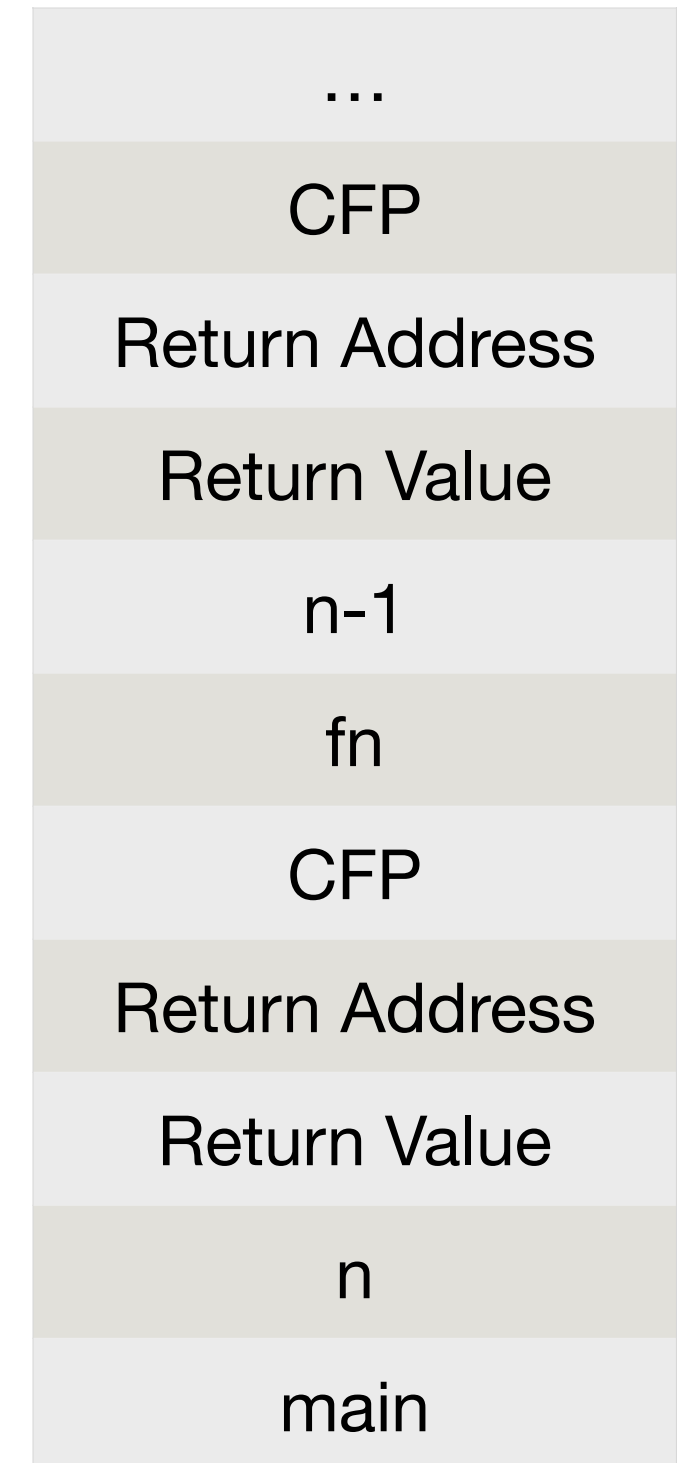 ...
CFP
Return Address
Return Value
n-1
fn
CFP
Return Address
Return Value
n
main